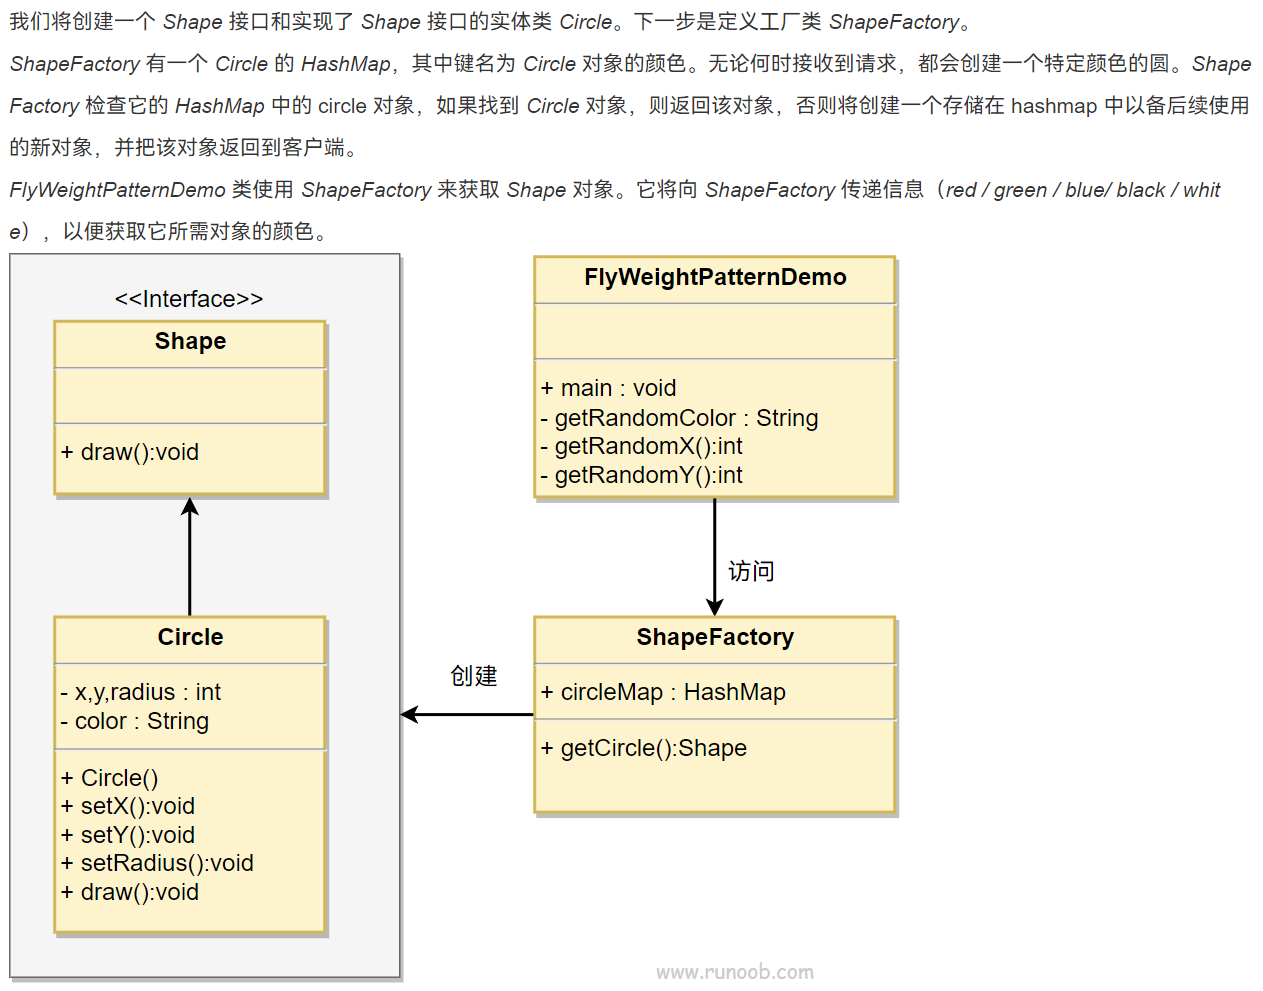 我们将创建一个 Shape 接口和实现了 Shape 接口的实体类 Circle。下一步是定义工厂类 ShapeFactory。
ShapeFactory 有一个 Circle 的 HashMap，其中键名为 Circle 对象的颜色。无论何时接收到请求，都会创建一个特定颜色的圆。Shape
Factory 检查它的 HashMap 中的 circle 对象，如果找到 Circle 对象，则返回该对象，否则将创建一个存储在 hashmap 中以备后续使用
的新对象，并把该对象返回到客户端。
FlyWeightPatternDemo 类使用 ShapeFactory 来获取 Shape 对象。它将向 ShapeFactory 传递信息（red / green / blue/ black / whit
e），以便获取它所需对象的颜色。
<<Interface>>
Shape
+ draw():void
Circle
- x,y,radius : int
- color : String
+ Circle()
+ setX():void
+ setY():void
+ setRadius():void
+ draw():void
FlyWeightPatternDemo
+ main : void
- getRandomColor : String
- getRandomX():int
- getRandomY():int
访问
创建
ShapeFactory
+ circleMap : HashMap
+ getCircle():Shape
www.runoob.com